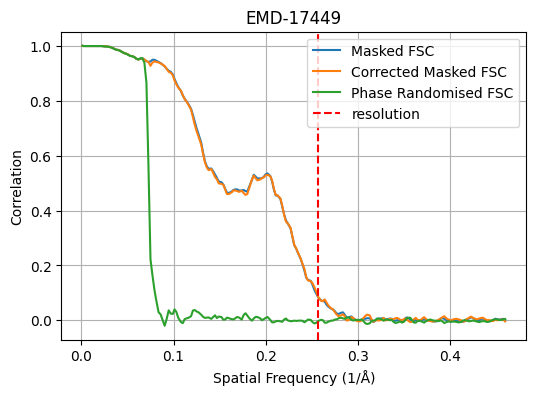 EMD-17449
Masked FSC
Corrected Masked FSC
Phase Randomised FSC
resolution
Correlation
1.0
0.8
0.6
0.4
0.2
0.0
0.0 0.1 0.2 0.3 0.4
Spatial Frequency (1/Å)